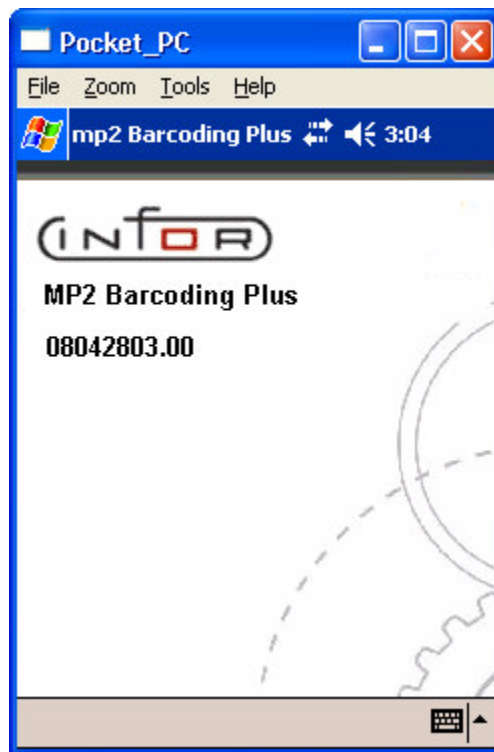 Pocket_PC
File Zoom Tools Help
mp2 Barcoding Plus 3:04
INFOR
MP2 Barcoding Plus
08042803.00